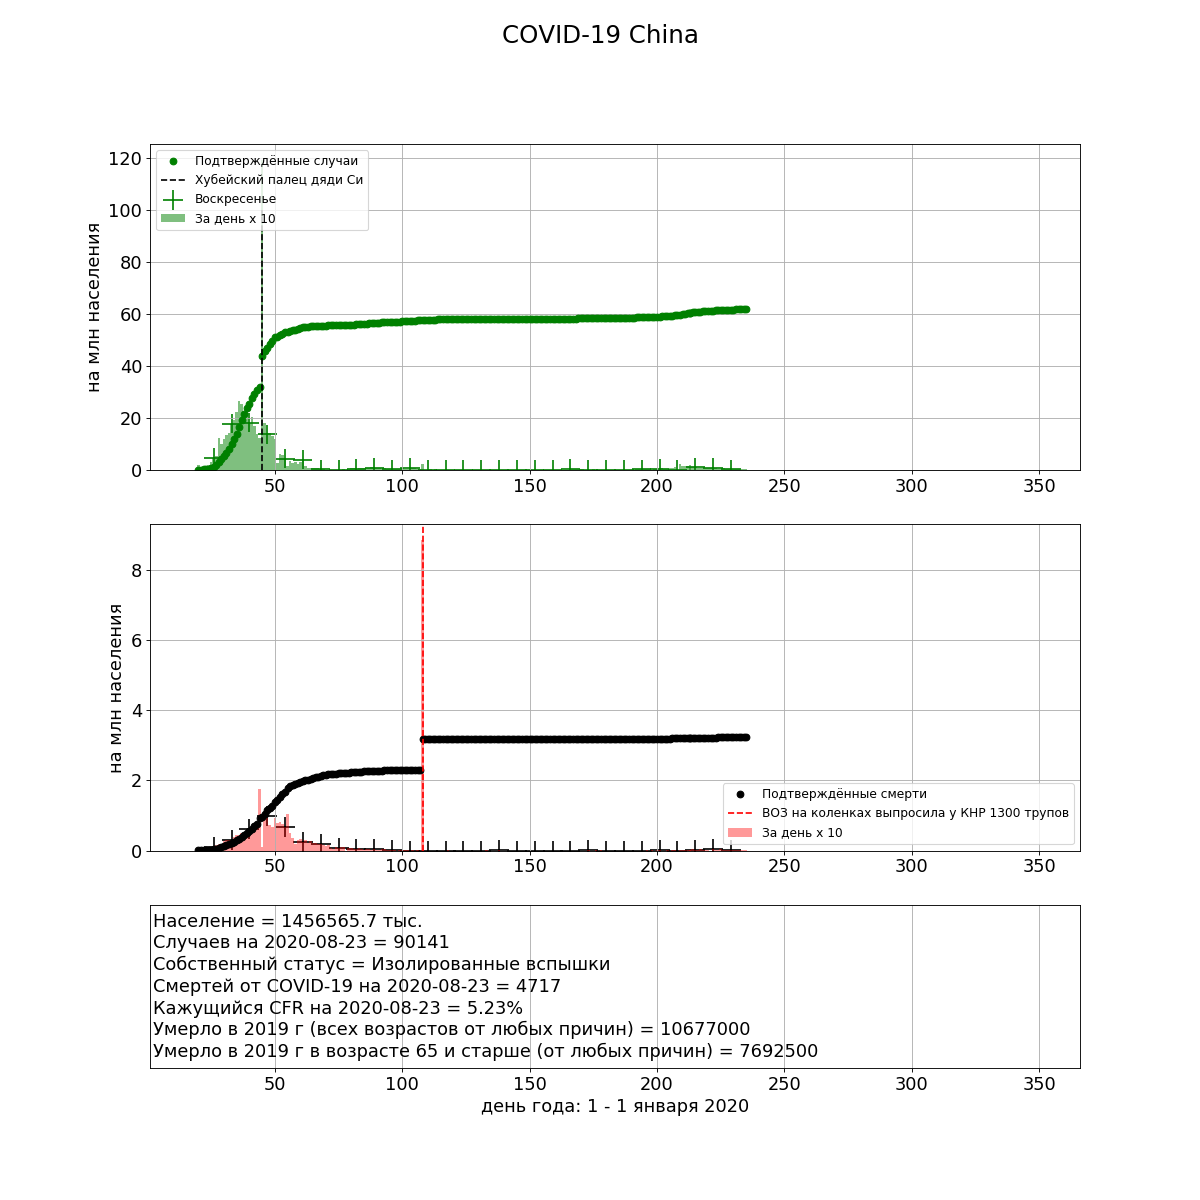 COVID-19 China
120
100
80
60
40
20
0
на млн населения
Подтверждённые случаи
Хубейский палец дяди Си
Воскресенье
За день x 10
50 100 150 200 250 300 350
8
6
4
2
0
на млн населения
Подтверждённые смерти
ВОЗ на коленках выпросила у КНР 1300 трупов
За день x 10
50 100 150 200 250 300 350
Население = 1456565.7 тыс.
Случаев на 2020-08-23 = 90141
Собственный статус = Изолированные вспышки
Смертей от COVID-19 на 2020-08-23 = 4717
Кажущийся CFR на 2020-08-23 = 5.23%
Умерло в 2019 г (всех возрастов от любых причин) = 10677000
Умерло в 2019 г в возрасте 65 и старше (от любых причин) = 7692500
50 100 150 200 250 300 350
день года: 1 - 1 января 2020